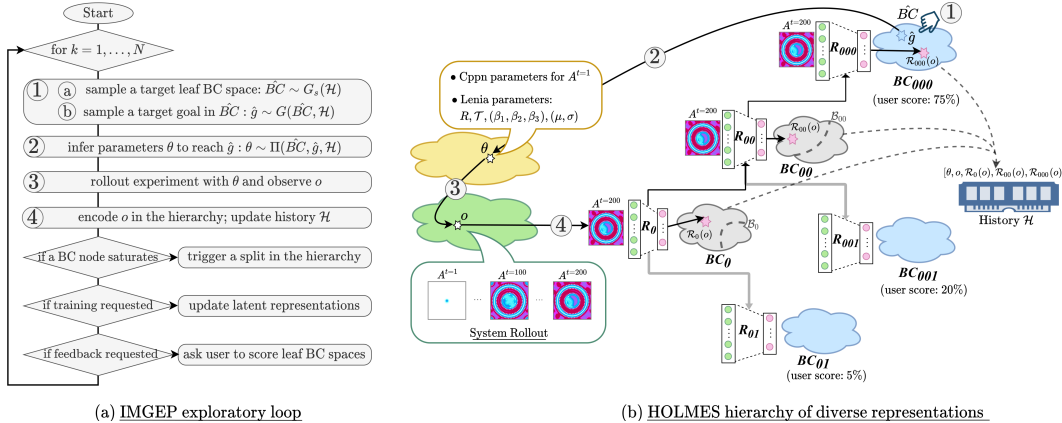 Start
for k = 1, . . . , N
1 a sample a target leaf BC space: B̂C ∼ G_s(ℋ)
b sample a target goal in B̂C : ĝ ∼ G(B̂C, ℋ)
2 infer parameters θ to reach ĝ : θ ∼ Π(B̂C, ĝ, ℋ)
3 rollout experiment with θ and observe o
4 encode o in the hierarchy; update history ℋ
if a BC node saturates
trigger a split in the hierarchy
if training requested
update latent representations
if feedback requested
ask user to score leaf BC spaces
(a) IMGEP exploratory loop
• Cppn parameters for A^{t=1}
• Lenia parameters:
R, 𝒯, (β₁, β₂, β₃), (μ, σ)
θ
3
o
A^{t=1}
A^{t=100}
A^{t=200}
... ...
System Rollout
2
4
A^{t=200}
R_0
ℛ_0(o)
ℬ_0
BC_0
A^{t=200}
R_00
ℛ_00(o)
ℬ_00
BC_00
A^{t=200}
R_000
B̂C
1
ĝ
ℛ_000(o)
BC_000
(user score: 75%)
R_001
BC_001
(user score: 20%)
R_01
BC_01
(user score: 5%)
[θ, o, ℛ_0(o), ℛ_00(o), ℛ_000(o)]
History ℋ
(b) HOLMES hierarchy of diverse representations